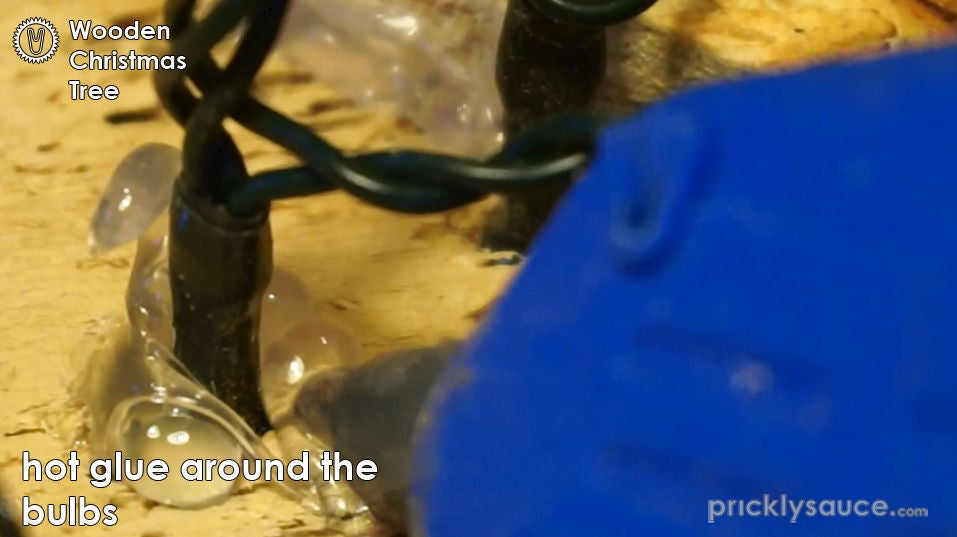 Wooden
Christmas
Tree
hot glue around the
bulbs
pricklysauce.com